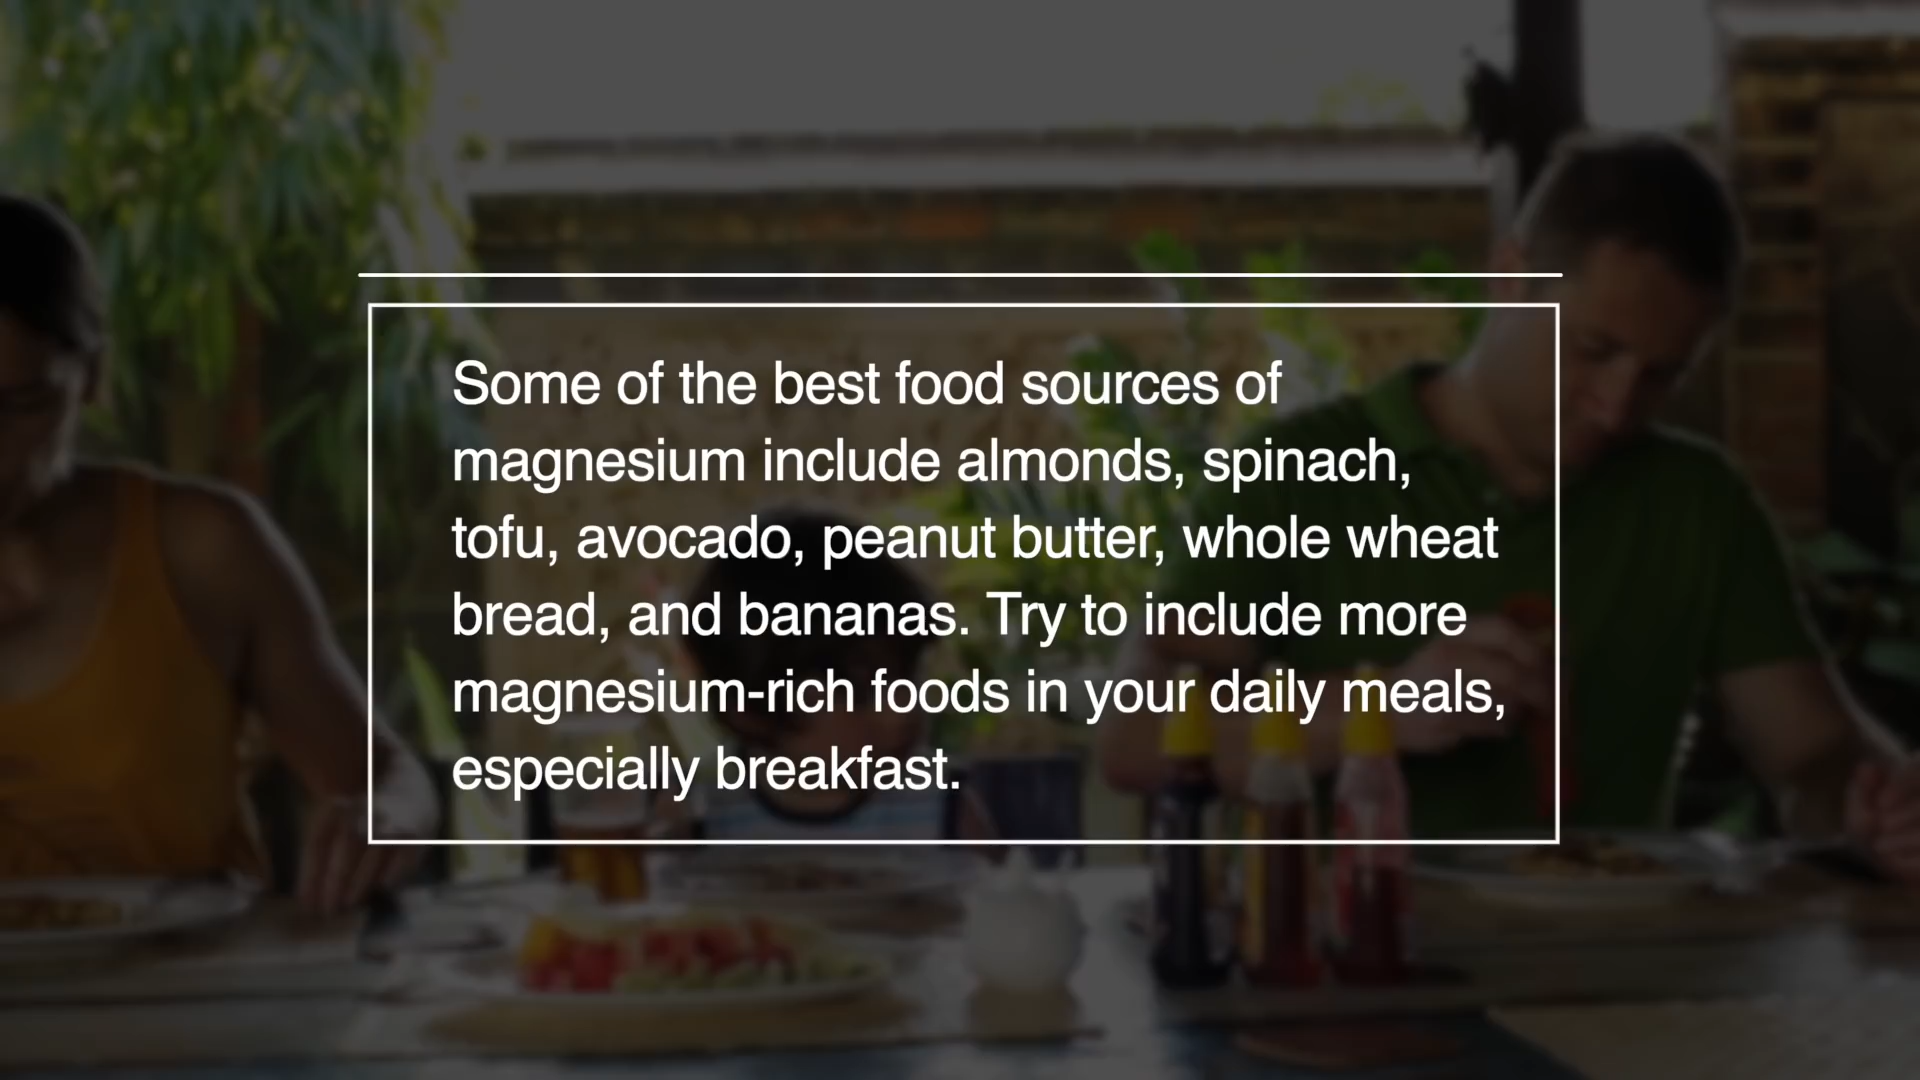 Some of the best food sources of
magnesium include almonds, spinach,
tofu, avocado, peanut butter, whole wheat
bread, and bananas. Try to include more
magnesium-rich foods in your daily meals,
especially breakfast.